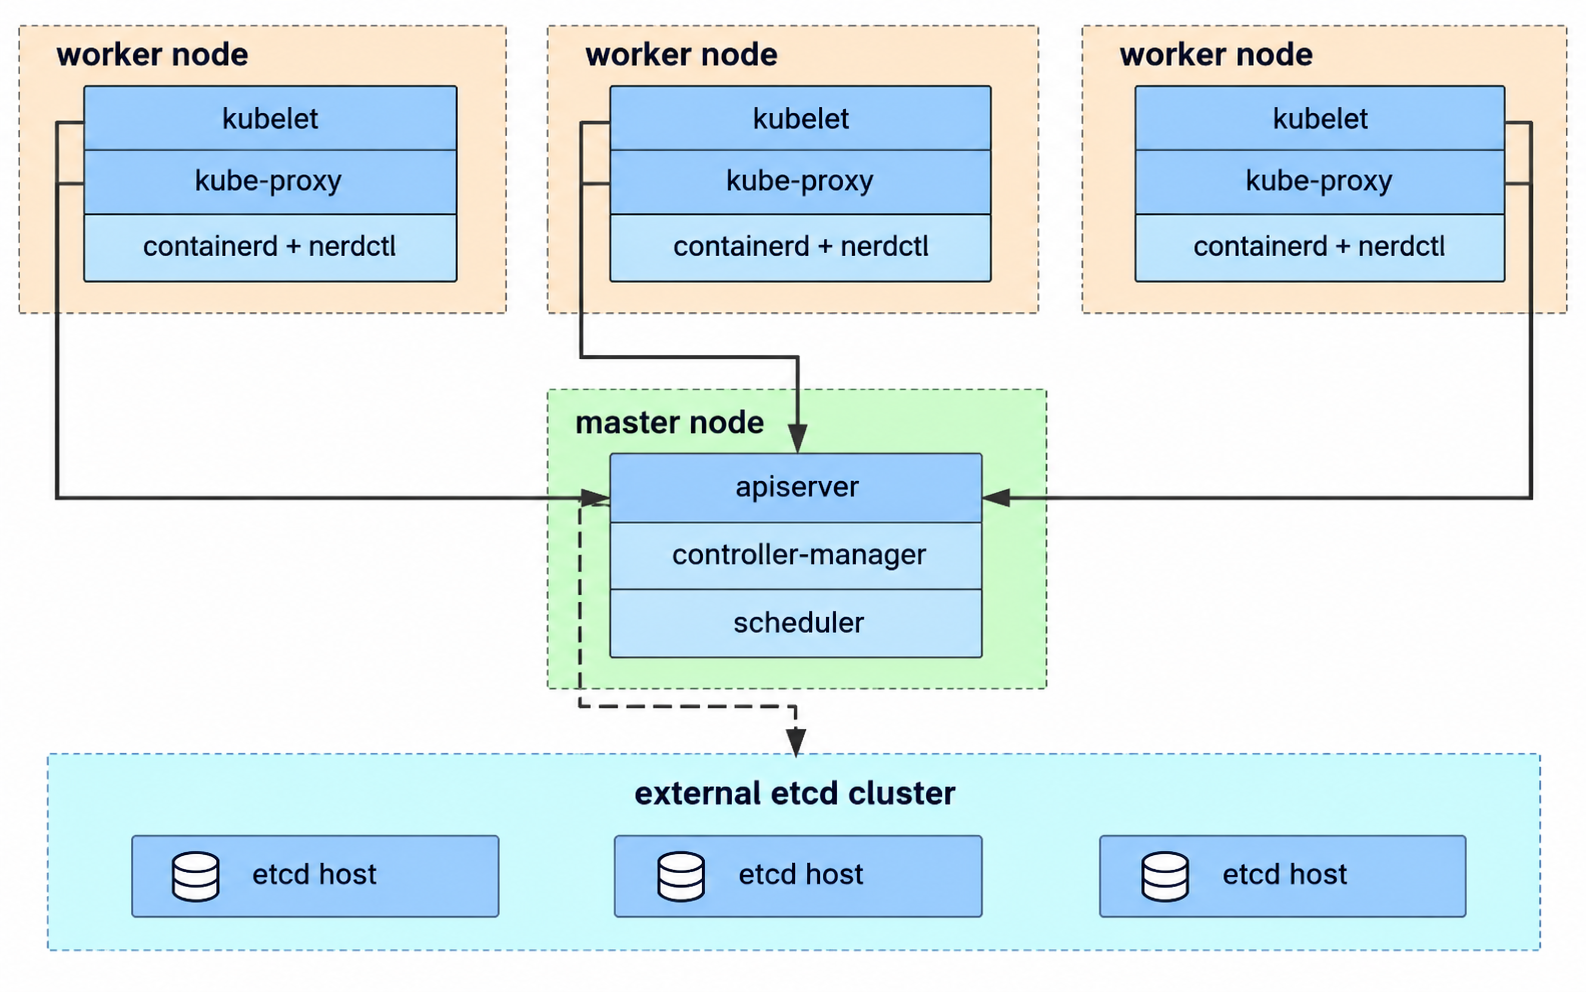 worker node
kubelet
kube-proxy
containerd + nerdctl
worker node
kubelet
kube-proxy
containerd + nerdctl
worker node
kubelet
kube-proxy
containerd + nerdctl
master node
apiserver
controller-manager
scheduler
external etcd cluster
etcd host
etcd host
etcd host